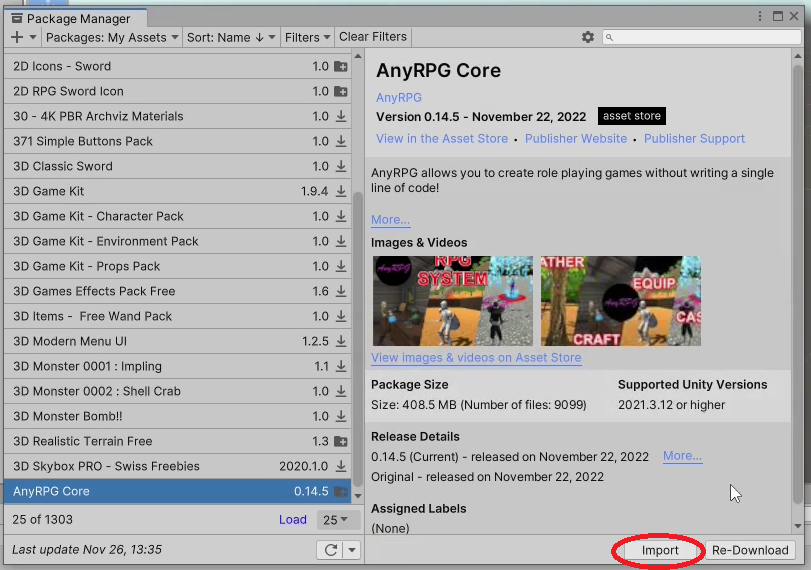 Package Manager
Packages: My Assets Sort: Name ↓ Filters Clear Filters
2D Icons - Sword 1.0
2D RPG Sword Icon 1.0
30 - 4K PBR Archviz Materials 1.0
371 Simple Buttons Pack 1.0
3D Classic Sword 1.0
3D Game Kit 1.9.4
3D Game Kit - Character Pack 1.0
3D Game Kit - Environment Pack 1.0
3D Game Kit - Props Pack 1.0
3D Games Effects Pack Free 1.6
3D Items -  Free Wand Pack 1.0
3D Modern Menu UI 1.2.5
3D Monster 0001 : Impling 1.1
3D Monster 0002 : Shell Crab 1.0
3D Monster Bomb!! 1.0
3D Realistic Terrain Free 1.3
3D Skybox PRO - Swiss Freebies 2020.1.0
AnyRPG Core 0.14.5
25 of 1303 Load 25
Last update Nov 26, 13:35
AnyRPG Core
AnyRPG
Version 0.14.5 - November 22, 2022 asset store
View in the Asset Store • Publisher Website • Publisher Support
AnyRPG allows you to create role playing games without writing a single
line of code!
More...
Images & Videos
RPG
SYSTEM
AnyRPG
ATHER
EQUIP
AnyRPG
CRAFT
CAS
View images & videos on Asset Store
Package Size Supported Unity Versions
Size: 408.5 MB (Number of files: 9099) 2021.3.12 or higher
Release Details
0.14.5 (Current) - released on November 22, 2022 More...
Original - released on November 22, 2022
Assigned Labels
(None)
Import Re-Download